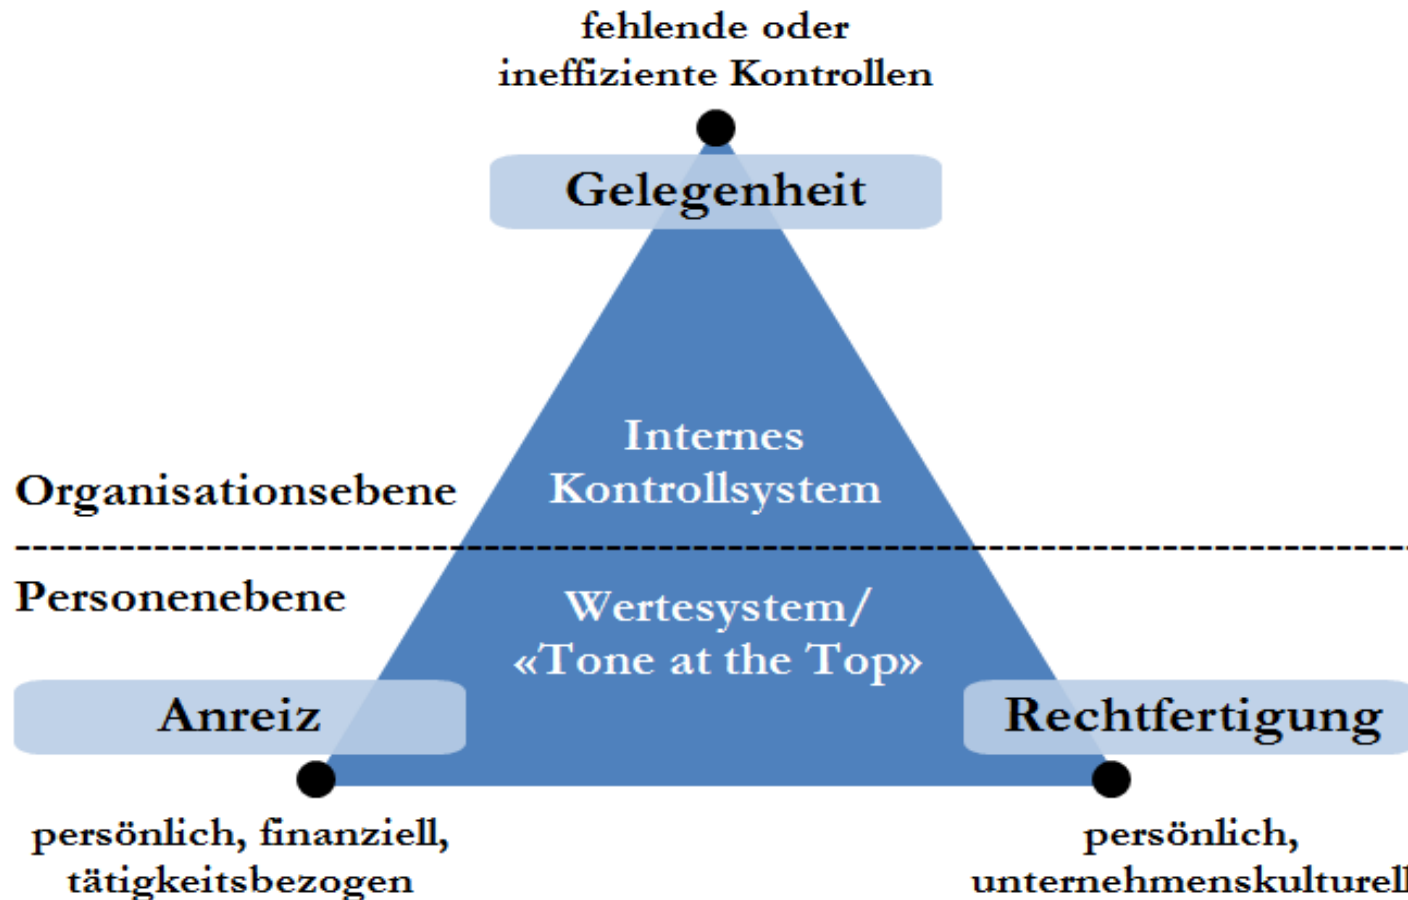 fehlende oder
ineffiziente Kontrollen
Gelegenheit
Internes
Kontrollsystem
Organisationsebene
Personenebene
Wertesystem/
«Tone at the Top»
Anreiz
Rechtfertigung
persönlich, finanziell,
tätigkeitsbezogen
persönlich,
unternehmenskulturell